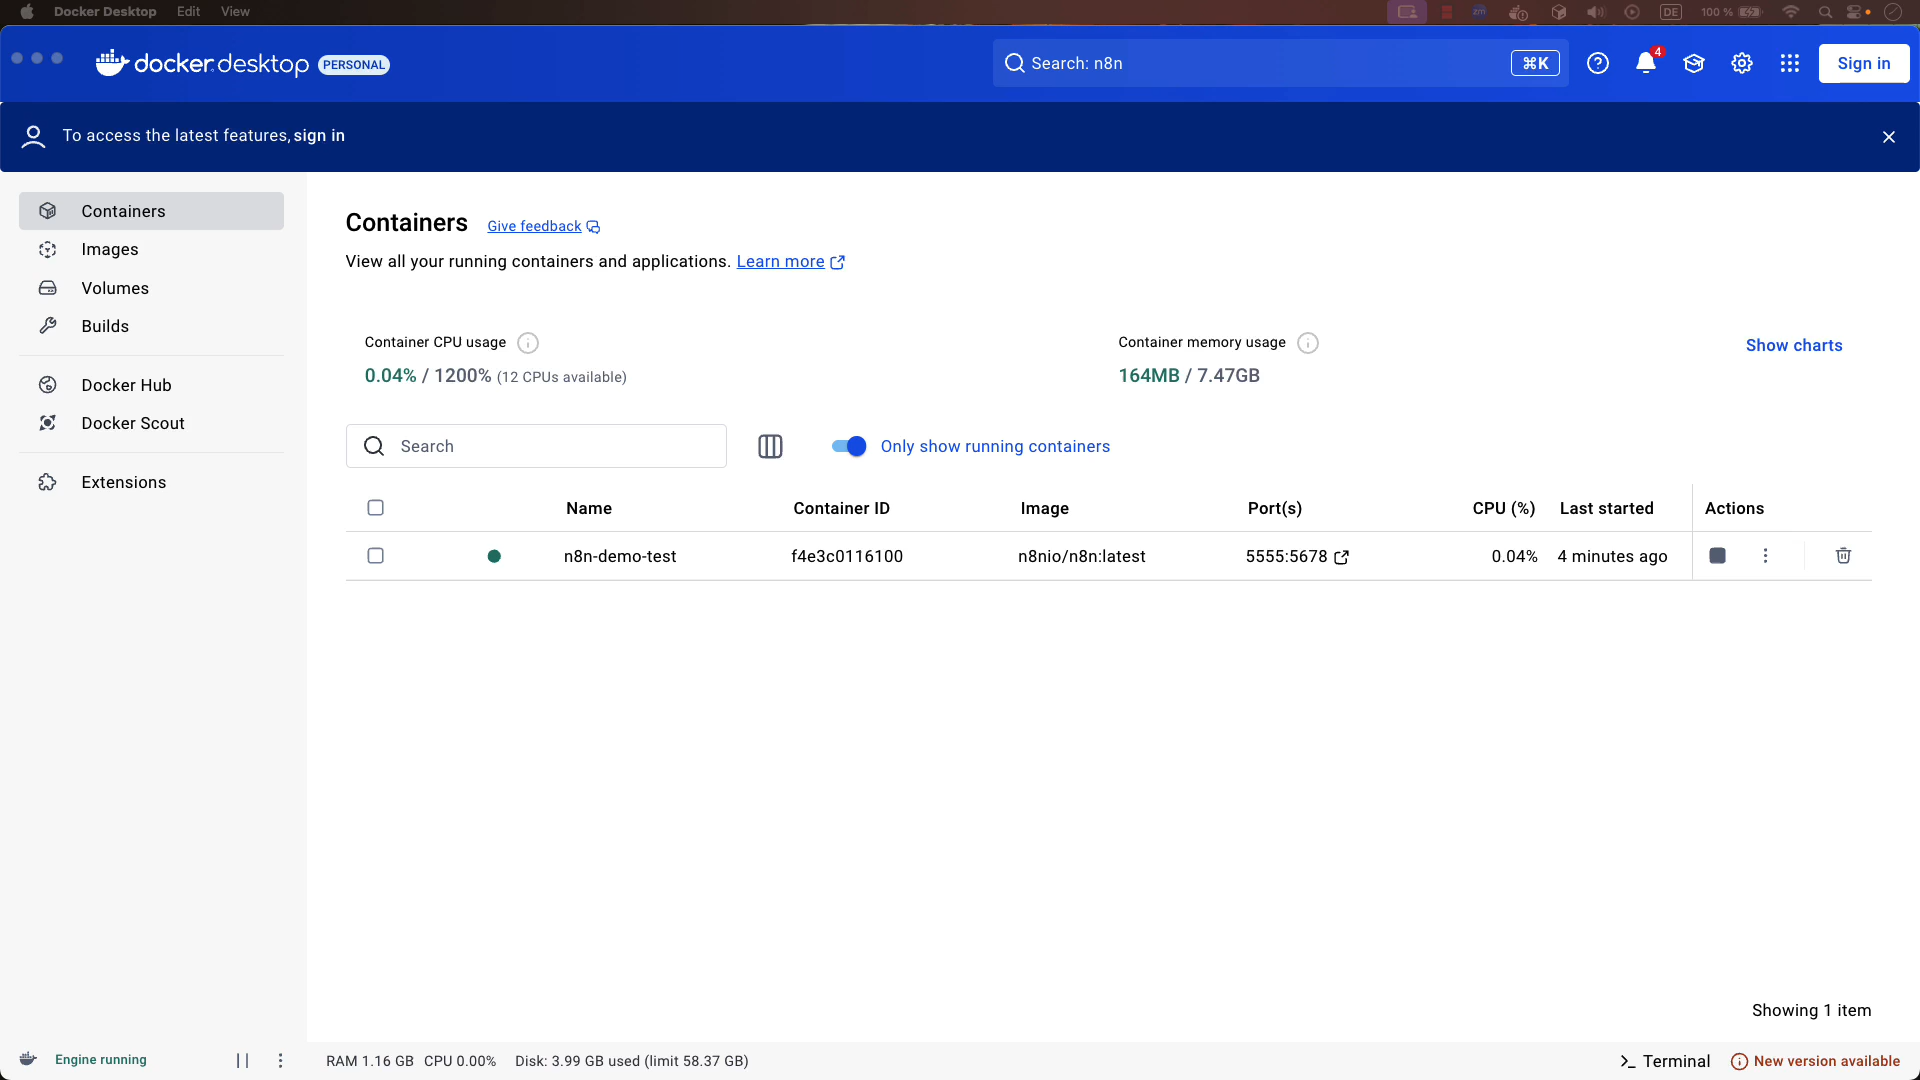 Docker Desktop Edit View
zm DE 100 %
docker desktop PERSONAL
Search: n8n ⌘K 4 Sign in
To access the latest features, sign in
Containers
Images
Volumes
Builds
Docker Hub
Docker Scout
Extensions
Containers Give feedback
View all your running containers and applications. Learn more
Container CPU usage
0.04% / 1200% (12 CPUs available)
Container memory usage
164MB / 7.47GB
Show charts
Search
Only show running containers
Name Container ID Image Port(s) CPU (%) Last started Actions
n8n-demo-test f4e3c0116100 n8nio/n8n:latest 5555:5678 0.04% 4 minutes ago
Showing 1 item
Engine running RAM 1.16 GB CPU 0.00% Disk: 3.99 GB used (limit 58.37 GB) Terminal New version available